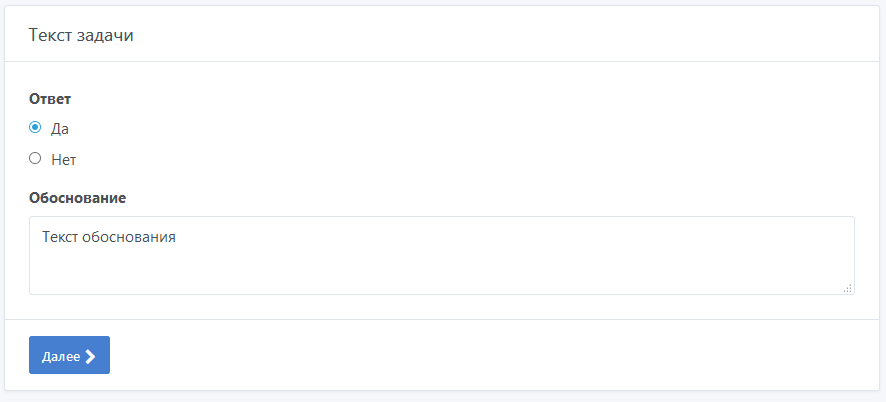 Текст задачи
Ответ
Да
Нет
Обоснование
Текст обоснования
Далее